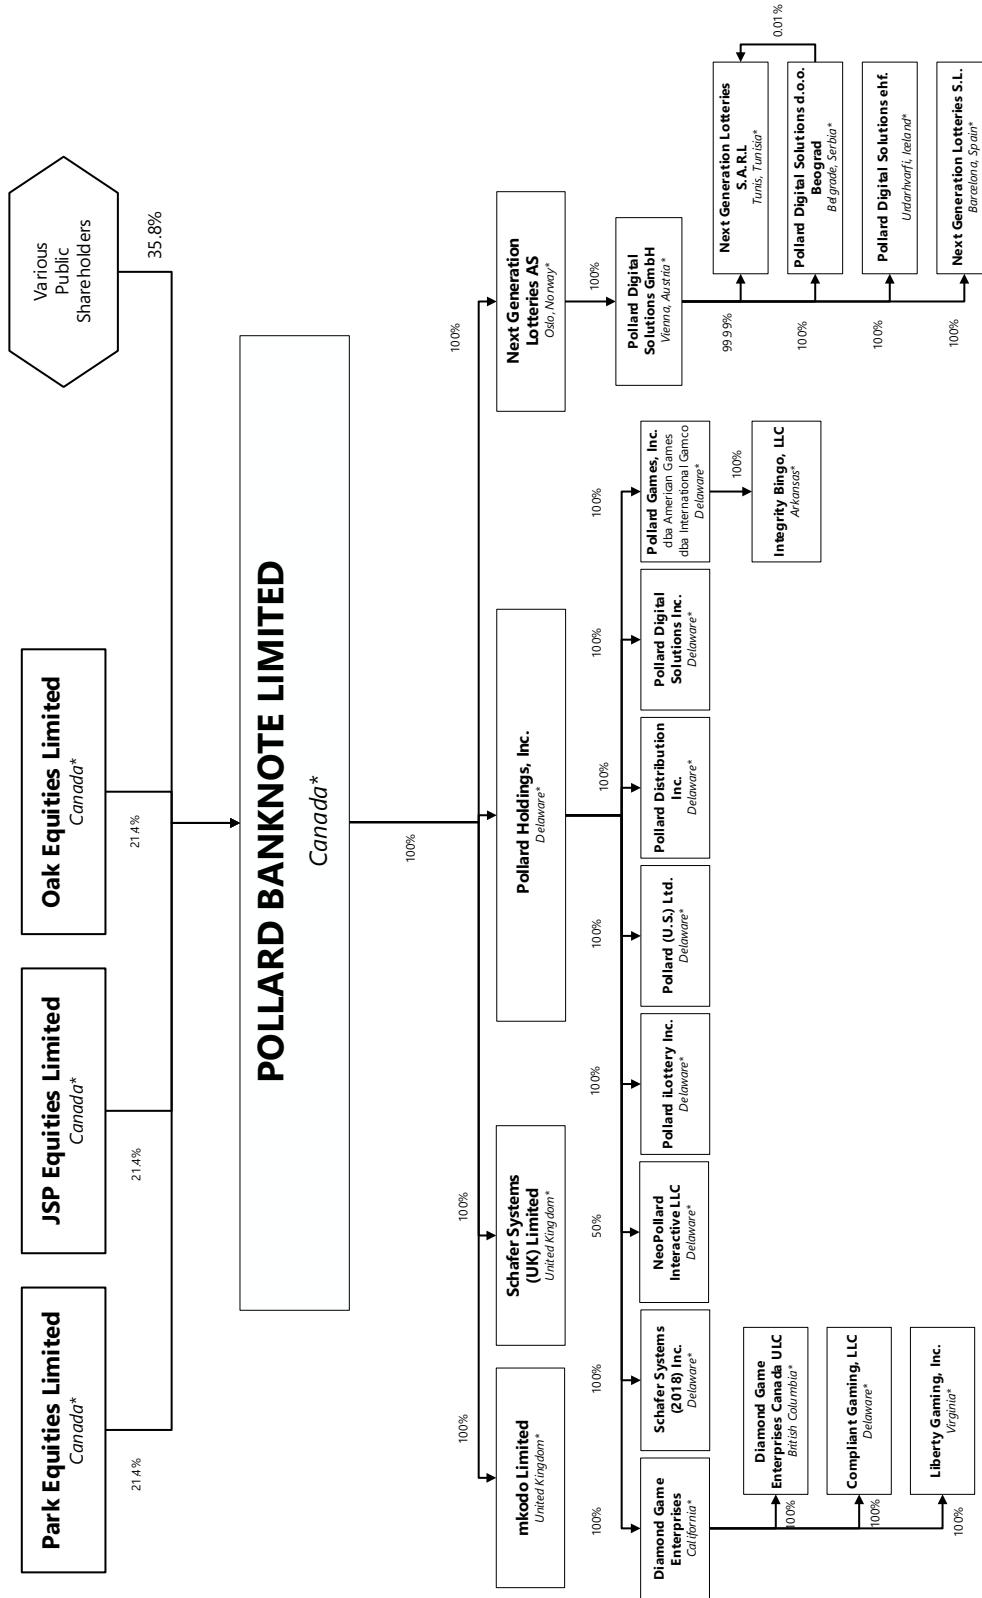 Park Equities Limited
Canada*
JSP Equities Limited
Canada*
Oak Equities Limited
Canada*
Various
Public
Shareholders
21.4%
21.4%
21.4%
35.8%
POLLARD BANKNOTE LIMITED
Canada*
100%
100%
100%
100%
mkodo Limited
United Kingdom*
Schafer Systems
(UK) Limited
United Kingdom*
Pollard Holdings, Inc.
Delaware*
Next Generation
Lotteries AS
Oslo, Norway*
100%
100%
50%
100%
100%
100%
100%
100%
100%
Diamond Game
Enterprises
California*
Schafer Systems
(2018) Inc.
Delaware*
NeoPollard
Interactive LLC
Delaware*
Pollard iLottery Inc.
Delaware*
Pollard (U.S.) Ltd.
Delaware*
Pollard Distribution
Inc.
Delaware*
Pollard Digital
Solutions Inc.
Delaware*
Pollard Games, Inc.
dba American Games
dba International Gamco
Delaware*
Pollard Digital
Solutions GmbH
Vienna, Austria*
100%
Diamond Game
Enterprises Canada ULC
British Columbia*
100%
Compliant Gaming, LLC
Delaware*
100%
Liberty Gaming, Inc.
Virginia*
100%
Integrity Bingo, LLC
Arkansas*
99.99%
Next Generation Lotteries
S.A.R.L
Tunis, Tunisia*
0.01%
100%
Pollard Digital Solutions d.o.o.
Beograd
Belgrade, Serbia*
100%
Pollard Digital Solutions ehf.
Urdarhvarfi, Iceland*
100%
Next Generation Lotteries S.L.
Barcelona, Spain*